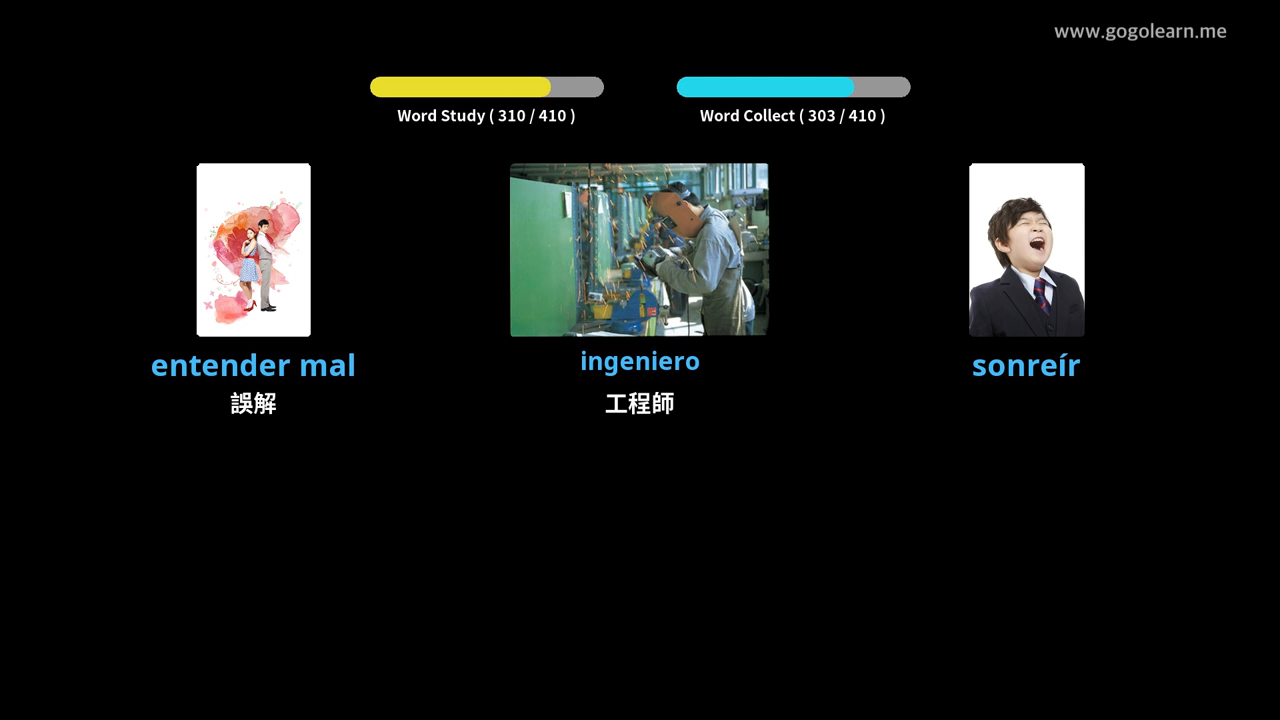 www.gogolearn.me
Word Study ( 310 / 410 )
Word Collect ( 303 / 410 )
entender mal
誤解
ingeniero
工程師
sonreír